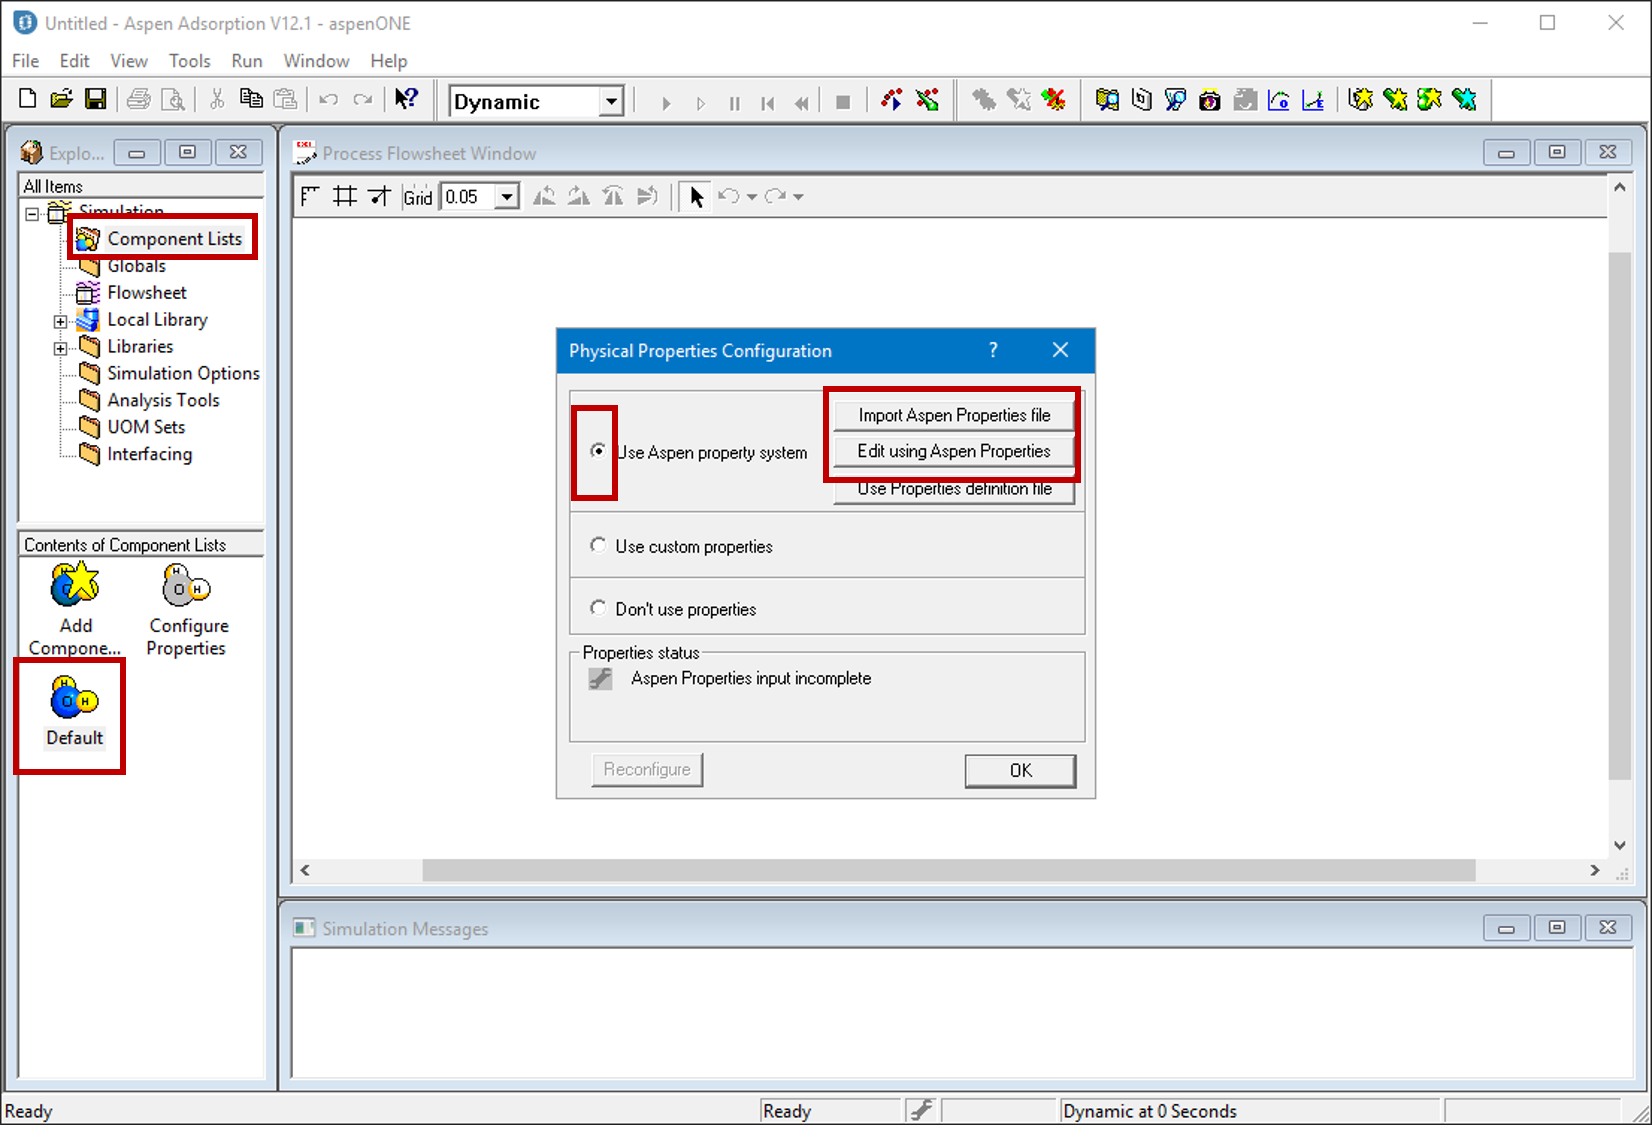 Untitled - Aspen Adsorption V12.1 - aspenONE
File Edit View Tools Run Window Help
Dynamic
Explo...
All Items
Simulation
Component Lists
Globals
Flowsheet
Local Library
Libraries
Simulation Options
Analysis Tools
UOM Sets
Interfacing
Contents of Component Lists
Add
Compone...
Configure
Properties
Default
Process Flowsheet Window
Grid 0.05
Physical Properties Configuration ?
Import Aspen Properties file
Use Aspen property system
Edit using Aspen Properties
Use Properties definition file
Use custom properties
Don't use properties
Properties status
Aspen Properties input incomplete
Reconfigure OK
Simulation Messages
Ready Ready Dynamic at 0 Seconds